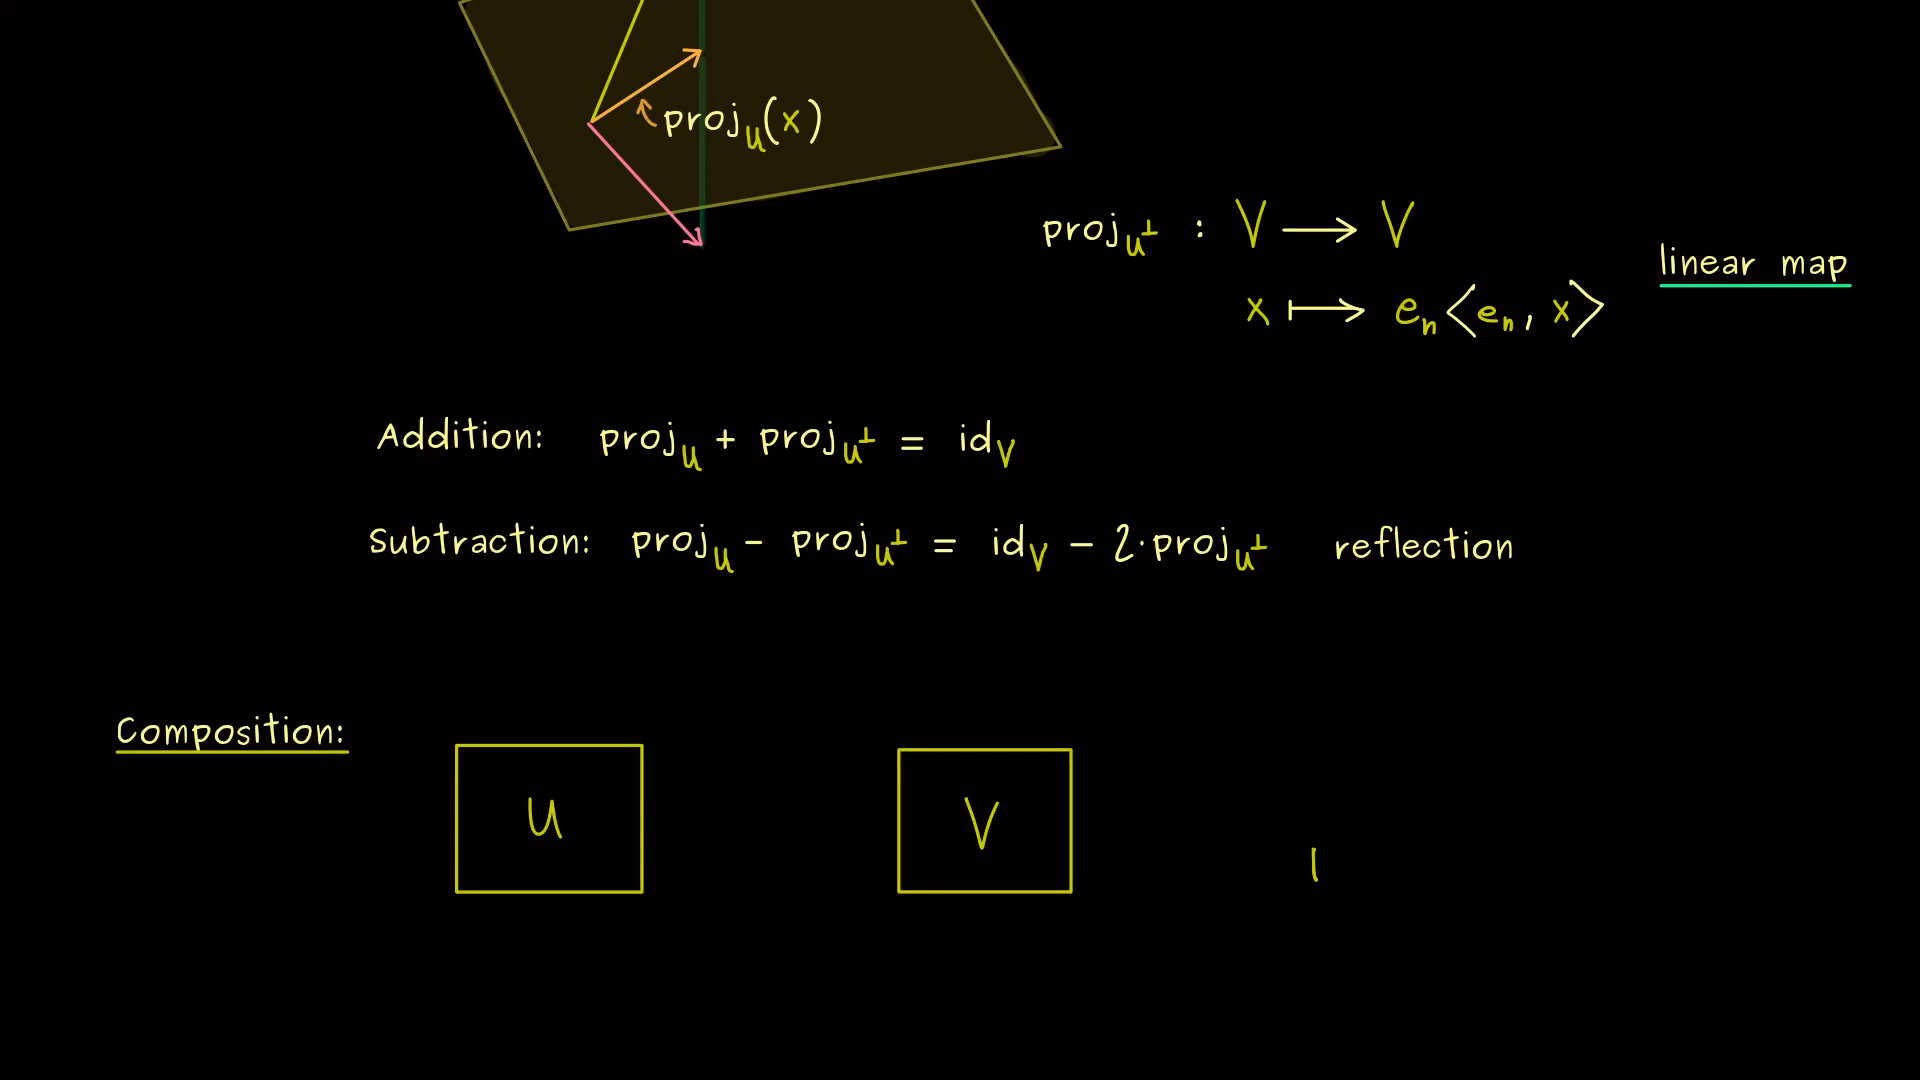 proj_U(x)
proj_U⊥ : V ⟶ V
x ⟼ e_n⟨e_n, x⟩
linear map
Addition: proj_U + proj_U⊥ = id_V
Subtraction: proj_U − proj_U⊥ = id_V − 2·proj_U⊥ reflection
Composition:
U V